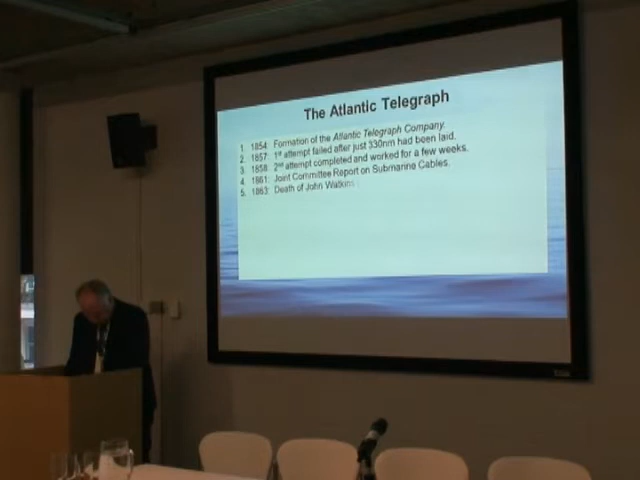 The Atlantic Telegraph
1. 1854: Formation of the Atlantic Telegraph Company.
2. 1857: 1st attempt failed after just 330nm had been laid.
3. 1858: 2nd attempt completed and worked for a few weeks.
4. 1861: Joint Committee Report on Submarine Cables.
5. 1863: Death of John Watkins